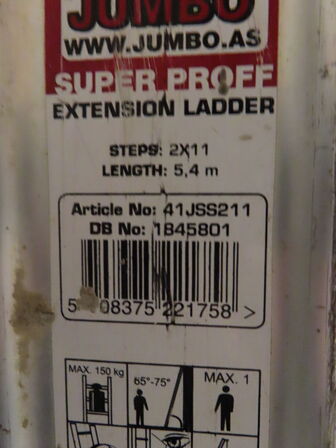 JUMBO
WWW.JUMBO.AS
SUPER PROFF
EXTENSION LADDER
STEPS: 2X11
LENGTH: 5,4 m
Article No: 41JSS211
DB No: 1845801
08375 221758 >
MAX. 150 kg
65°-75°
MAX. 1